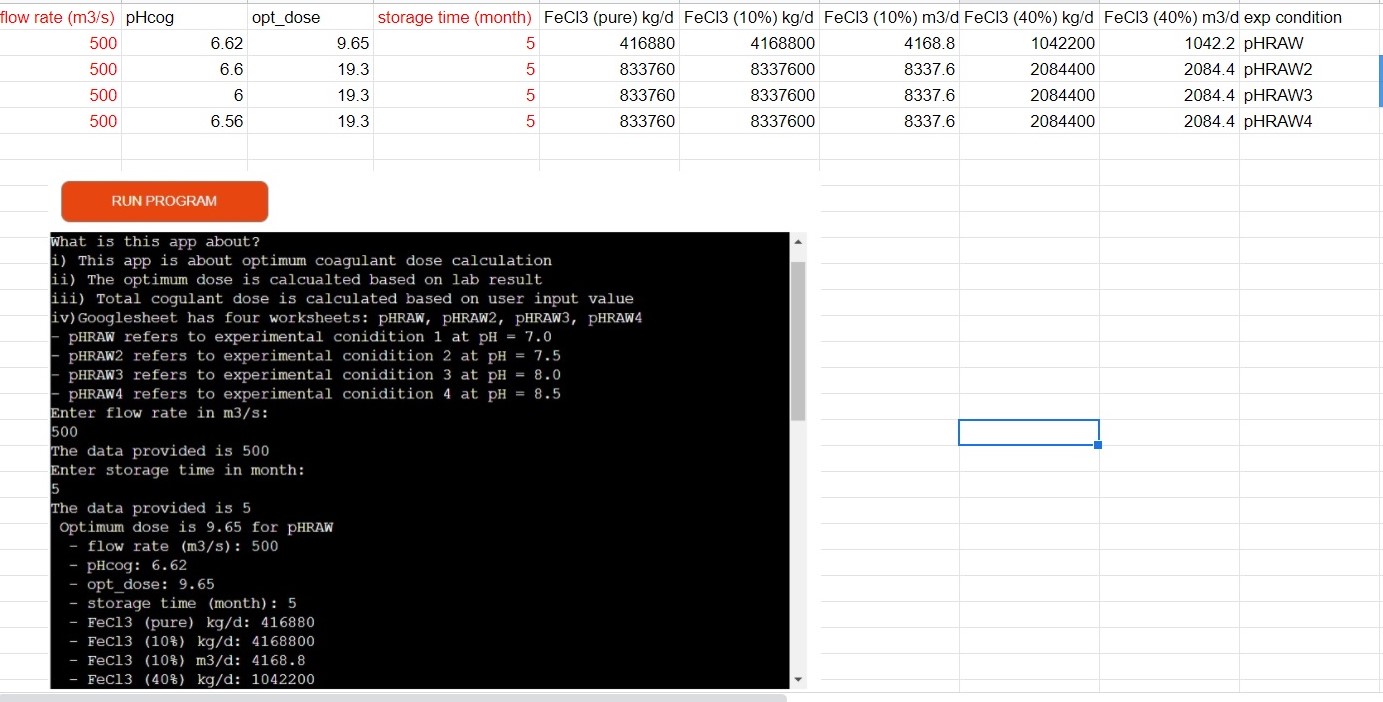 flow rate (m3/s) pHcog opt_dose storage time (month) FeCl3 (pure) kg/d FeCl3 (10%) kg/d FeCl3 (10%) m3/d FeCl3 (40%) kg/d FeCl3 (40%) m3/d exp condition
500 6.62 9.65 5 416880 4168800 4168.8 1042200 1042.2 pHRAW
500 6.6 19.3 5 833760 8337600 8337.6 2084400 2084.4 pHRAW2
500 6 19.3 5 833760 8337600 8337.6 2084400 2084.4 pHRAW3
500 6.56 19.3 5 833760 8337600 8337.6 2084400 2084.4 pHRAW4
RUN PROGRAM
What is this app about?
i) This app is about optimum coagulant dose calculation
ii) The optimum dose is calcualted based on lab result
iii) Total cogulant dose is calculated based on user input value
iv)Googlesheet has four worksheets: pHRAW, pHRAW2, pHRAW3, pHRAW4
- pHRAW refers to experimental conidition 1 at pH = 7.0
- pHRAW2 refers to experimental conidition 2 at pH = 7.5
- pHRAW3 refers to experimental conidition 3 at pH = 8.0
- pHRAW4 refers to experimental conidition 4 at pH = 8.5
Enter flow rate in m3/s:
500
The data provided is 500
Enter storage time in month:
5
The data provided is 5
Optimum dose is 9.65 for pHRAW
- flow rate (m3/s): 500
- pHcog: 6.62
- opt_dose: 9.65
- storage time (month): 5
- FeCl3 (pure) kg/d: 416880
- FeCl3 (10%) kg/d: 4168800
- FeCl3 (10%) m3/d: 4168.8
- FeCl3 (40%) kg/d: 1042200